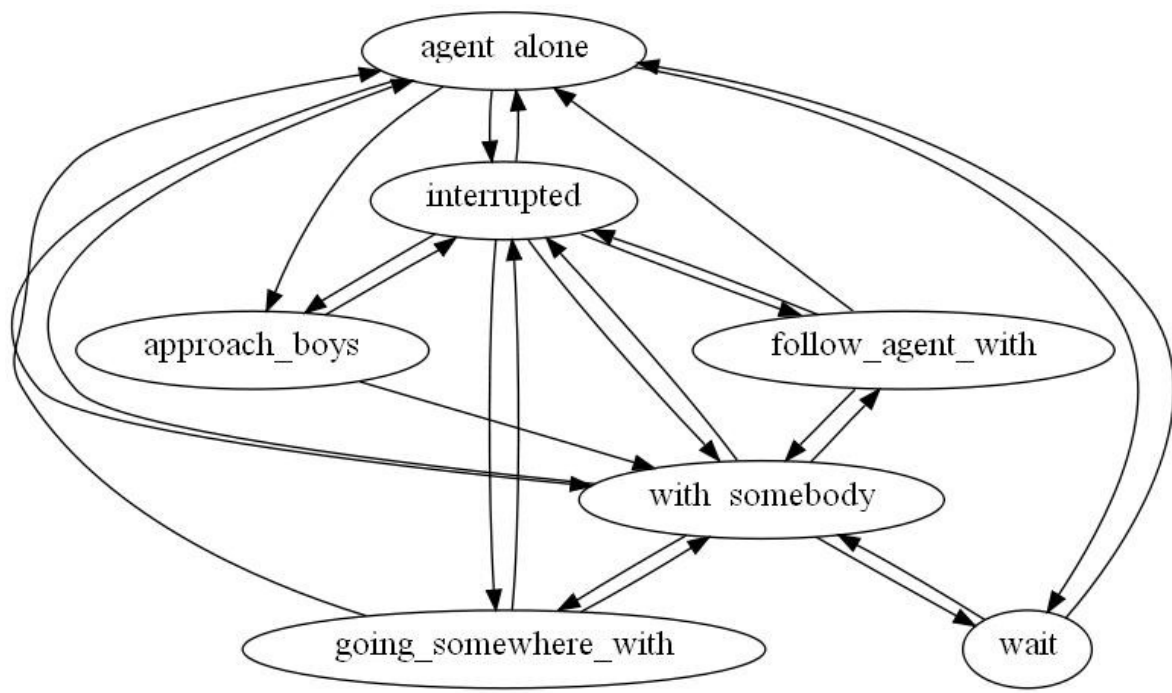 agent alone
interrupted
approach_boys
follow_agent_with
with somebody
going_somewhere_with
wait